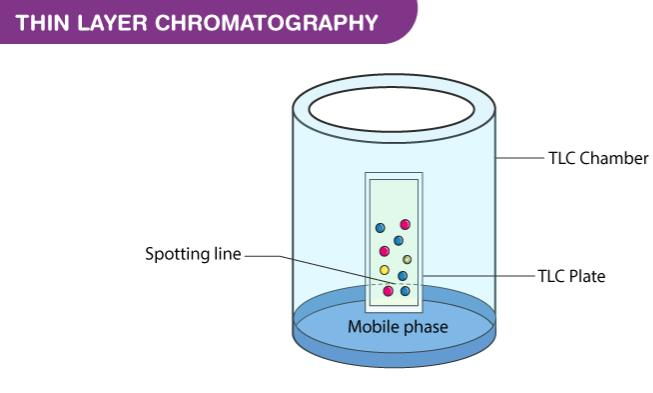 THIN LAYER CHROMATOGRAPHY
TLC Chamber
Spotting line
TLC Plate
Mobile phase